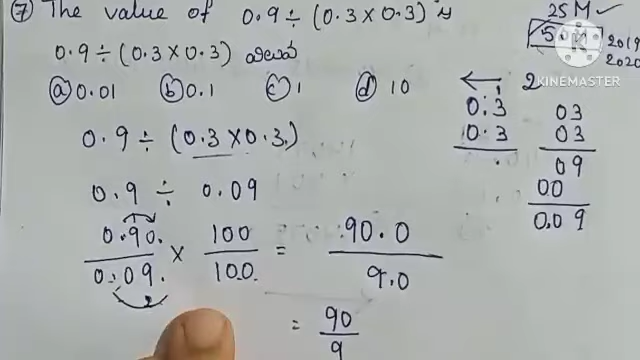 ⑦ The value of 0.9 ÷ (0.3 × 0.3) is
0.9 ÷ (0.3 × 0.3) విలువ
ⓐ 0.01 ⓑ 0.1 ⓒ 1 ⓓ 10
0.9 ÷ (0.3 × 0.3)
0.9 ÷ 0.09
0.90. / 0.09. × 100 / 100 = 90.0 / 9.0
= 90 / 9
25M ✓
2019
2020
KINEMASTER
← 2
0.3
0.3
03
03
09
00
0.09